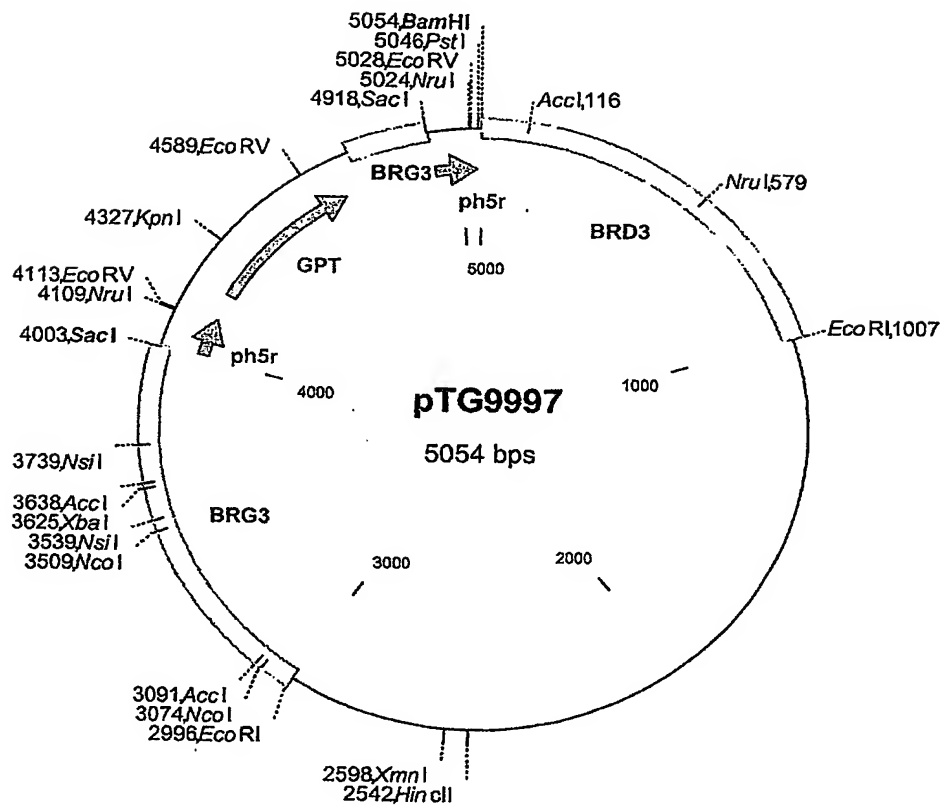 5054,BamHI
5046,PstI
5028,EcoRV
5024,NruI
4918,SacI
AccI,116
4589,EcoRV
BRG3
NruI,579
ph5r
BRD3
4327,KpnI
GPT
5000
4113,EcoRV
4109,NruI
4003,SacI
EcoRI,1007
ph5r
4000
1000
pTG9997
5054 bps
3739,NsiI
3638,AccI
3625,XbaI
3539,NsiI
3509,NcoI
BRG3
3000
2000
3091,AccI
3074,NcoI
2996,EcoRI
2598,XmnI
2542,HincII